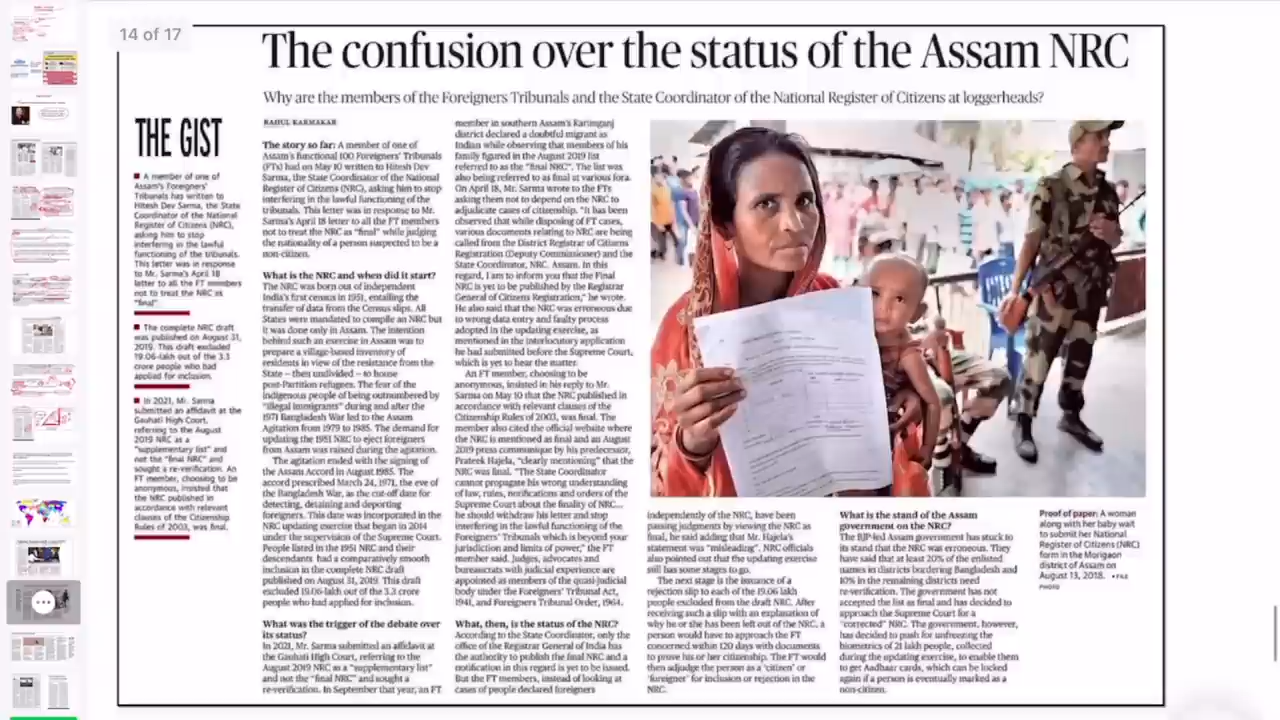 14 of 17
The confusion over the status of the Assam NRC
Why are the members of the Foreigners Tribunals and the State Coordinator of the National Register of Citizens at loggerheads?
THE GIST
A member of one of
Assam's Foreigners'
Tribunals has written to
Hitesh Dev Sarma, the State
Coordinator of the National
Register of Citizens (NRC),
asking him to stop
interfering in the lawful
functioning of the tribunals.
This letter was in response
to Mr. Sarma's April 18
letter to all the FT members
not to treat the NRC as
"final".
The complete NRC draft
was published on August 31,
2019. This draft excluded
19.06-lakh out of the 3.3
crore people who had
applied for inclusion.
In 2021, Mr. Sarma
submitted an affidavit at the
Gauhati High Court,
referring to the August
2019 NRC as a
"supplementary list" and
not the "final NRC" and
sought a re-verification. An
FT member, choosing to be
anonymous, insisted that
the NRC published in
accordance with relevant
clauses of the Citizenship
Rules of 2003, was final.
RAHUL KARMAKAR
The story so far: A member of one of
Assam's functional 100 Foreigners' Tribunals
(FTs) had on May 10 written to Hitesh Dev
Sarma, the State Coordinator of the National
Register of Citizens (NRC), asking him to stop
interfering in the lawful functioning of the
tribunals. This letter was in response to Mr.
Sarma's April 18 letter to all the FT members
not to treat the NRC as "final" while judging
the nationality of a person suspected to be a
non-citizen.
What is the NRC and when did it start?
The NRC was born out of independent
India's first census in 1951, entailing the
transfer of data from the Census slips. All
States were mandated to compile an NRC but
it was done only in Assam. The intention
behind such an exercise in Assam was to
prepare a village-based inventory of
residents in view of the resistance from the
State – then undivided – to house
post-Partition refugees. The fear of the
indigenous people of being outnumbered by
"illegal immigrants" during and after the
1971 Bangladesh War led to the Assam
Agitation from 1979 to 1985. The demand for
updating the 1951 NRC to eject foreigners
from Assam was raised during the agitation.
The agitation ended with the signing of
the Assam Accord in August 1985. The
accord prescribed March 24, 1971, the eve of
the Bangladesh War, as the cut-off date for
detecting, detaining and deporting
foreigners. This date was incorporated in the
NRC updating exercise that began in 2014
under the supervision of the Supreme Court.
People listed in the 1951 NRC and their
descendants had a comparatively smooth
inclusion in the complete NRC draft
published on August 31, 2019. This draft
excluded 19.06-lakh out of the 3.3 crore
people who had applied for inclusion.
What was the trigger of the debate over
its status?
In 2021, Mr. Sarma submitted an affidavit at
the Gauhati High Court, referring to the
August 2019 NRC as a "supplementary list"
and not the "final NRC" and sought a
re-verification. In September that year, an FT
member in southern Assam's Karimganj
district declared a doubtful migrant as
Indian while observing that members of his
family figured in the August 2019 list
referred to as the "final NRC". The list was
also being referred to as final at various fora.
On April 18, Mr. Sarma wrote to the FTs
asking them not to depend on the NRC to
adjudicate cases of citizenship. "It has been
observed that while disposing of FT cases,
various documents relating to NRC are being
called from the District Registrar of Citizens
Registration (Deputy Commissioner) and the
State Coordinator, NRC, Assam. In this
regard, I am to inform you that the Final
NRC is yet to be published by the Registrar
General of Citizens Registration," he wrote.
He also said that the NRC was erroneous due
to wrong data entry and faulty process
adopted in the updating exercise, as
mentioned in the interlocutory application
he had submitted before the Supreme Court,
which is yet to hear the matter.
An FT member, choosing to be
anonymous, insisted in his reply to Mr.
Sarma on May 10 that the NRC published in
accordance with relevant clauses of the
Citizenship Rules of 2003, was final. The
member also cited the official website where
the NRC is mentioned as final and an August
2019 press communique by his predecessor,
Prateek Hajela, "clearly mentioning" that the
NRC was final. "The State Coordinator
cannot propagate his wrong understanding
of law, rules, notifications and orders of the
Supreme Court about the finality of NRC...
he should withdraw his letter and stop
interfering in the lawful functioning of the
Foreigners' Tribunals which is beyond your
jurisdiction and limits of power," the FT
member said. Judges, advocates and
bureaucrats with judicial experience are
appointed as members of the quasi-judicial
body under the Foreigners' Tribunal Act,
1941, and Foreigners Tribunal Order, 1964.
What, then, is the status of the NRC?
According to the State Coordinator, only the
office of the Registrar General of India has
the authority to publish the final NRC and a
notification in this regard is yet to be issued.
But the FT members, instead of looking at
cases of people declared foreigners
independently of the NRC, have been
passing judgments by viewing the NRC as
final, he said adding that Mr. Hajela's
statement was "misleading". NRC officials
also pointed out that the updating exercise
still has some stages to go.
The next stage is the issuance of a
rejection slip to each of the 19.06 lakh
people excluded from the draft NRC. After
receiving such a slip with an explanation of
why he or she has been left out of the NRC, a
person would have to approach the FT
concerned within 120 days with documents
to prove his or her citizenship. The FT would
then adjudge the person as a 'citizen' or
'foreigner' for inclusion or rejection in the
NRC.
What is the stand of the Assam
government on the NRC?
The BJP-led Assam government has stuck to
its stand that the NRC was erroneous. They
have said that at least 20% of the enlisted
names in districts bordering Bangladesh and
10% in the remaining districts need
re-verification. The government has not
accepted the list as final and has decided to
approach the Supreme Court for a
"corrected" NRC. The government, however,
has decided to push for unfreezing the
biometrics of 21 lakh people, collected
during the updating exercise, to enable them
to get Aadhaar cards, which can be locked
again if a person is eventually marked as a
non-citizen.
Proof of paper: A woman
along with her baby wait
to submit her National
Register of Citizens (NRC)
form in the Morigaon
district of Assam on
August 13, 2018. • FILE
PHOTO